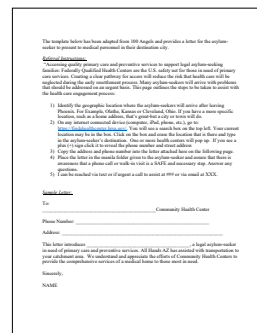 The template below has been adapted from 100 Angels and provides a letter for the asylum-
seeker to present to medical personnel in their destination city.
Referral Instructions:
"Accessing quality primary care and preventive services to support legal asylum-seeking
families: Federally Qualified Health Centers are the U.S. safety net for those in need of primary
care services. Creating a clear pathway for access will reduce the risk that health care will be
neglected during the early resettlement process. Many asylum-seekers will arrive with problems
that should be addressed on an urgent basis. This page outlines the steps to be taken to assist with
the health care engagement process:
1) Identify the geographic location where the asylum-seekers will arrive after leaving
Phoenix. For Example, Olathe, Kansas or Cleveland, Ohio. If you have a more specific
location, such as a home address, that's great-but a city or town will do.
2) On any internet connected device (computer, iPad, phone, etc.), go to
https://findahealthcenter.hrsa.gov/ You will see a search box on the top left. Your current
location may be in the box. Click on the box and erase the location that is there and type
in asylum-seeker's destination. One or more health centers will pop up. If you see a
plus (+) sign click it to reveal the phone number and street address
3) Copy the address and phone number into the letter attached here on the following page.
4) Place the letter in the manila folder given to the asylum-seeker and ensure that there is
awareness that a phone call or walk-in visit is a SAFE and necessary step. Answer any
questions.
5) I can be reached via text or if urgent a call to assist at ### or via email at XXX.
Sample Letter:
To:
Community Health Center
Phone Number:
Address:
This letter introduces , a legal asylum-seeker
in need of primary care and preventive services. All Hands AZ has assisted with transportation to
your catchment area. We understand and appreciate the efforts of Community Health Centers to
provide the comprehensive services of a medical home to those most in need.
Sincerely,
NAME